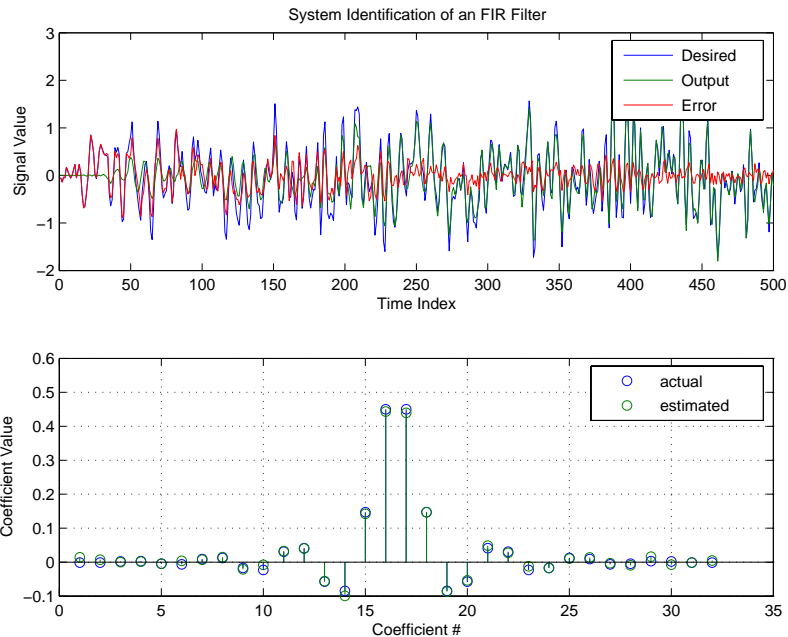 System Identification of an FIR Filter
3
2
1
0
−1
−2
Signal Value
Desired
Output
Error
0 50 100 150 200 250 300 350 400 450 500
Time Index
0.6
0.5
0.4
0.3
0.2
0.1
0
−0.1
Coefficient Value
actual
estimated
0 5 10 15 20 25 30 35
Coefficient #